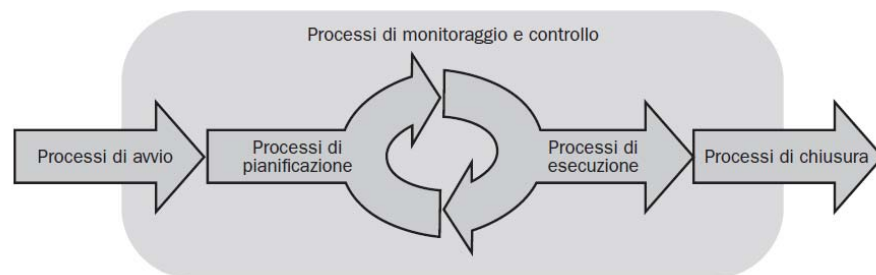 Processi di monitoraggio e controllo
Processi di avvio
Processi di
pianificazione
Processi di
esecuzione
Processi di chiusura